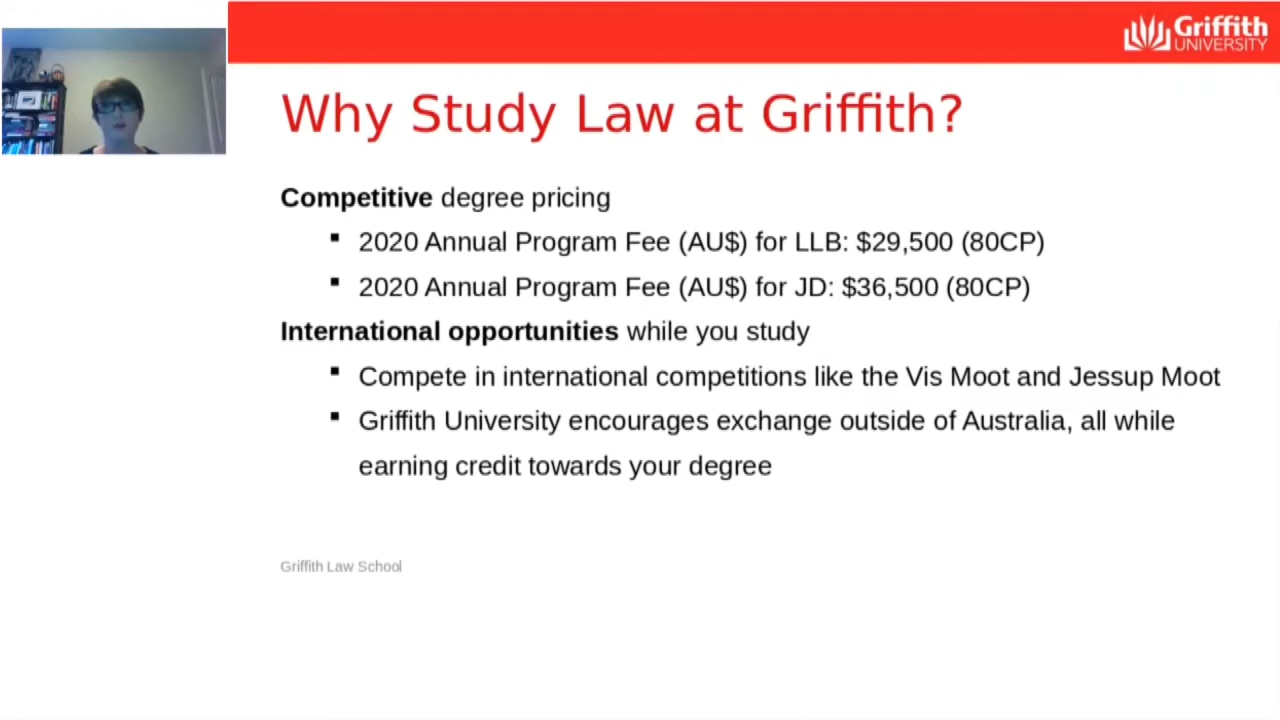 Griffith
UNIVERSITY
Why Study Law at Griffith?
Competitive degree pricing
▪ 2020 Annual Program Fee (AU$) for LLB: $29,500 (80CP)
▪ 2020 Annual Program Fee (AU$) for JD: $36,500 (80CP)
International opportunities while you study
▪ Compete in international competitions like the Vis Moot and Jessup Moot
▪ Griffith University encourages exchange outside of Australia, all while
earning credit towards your degree
Griffith Law School